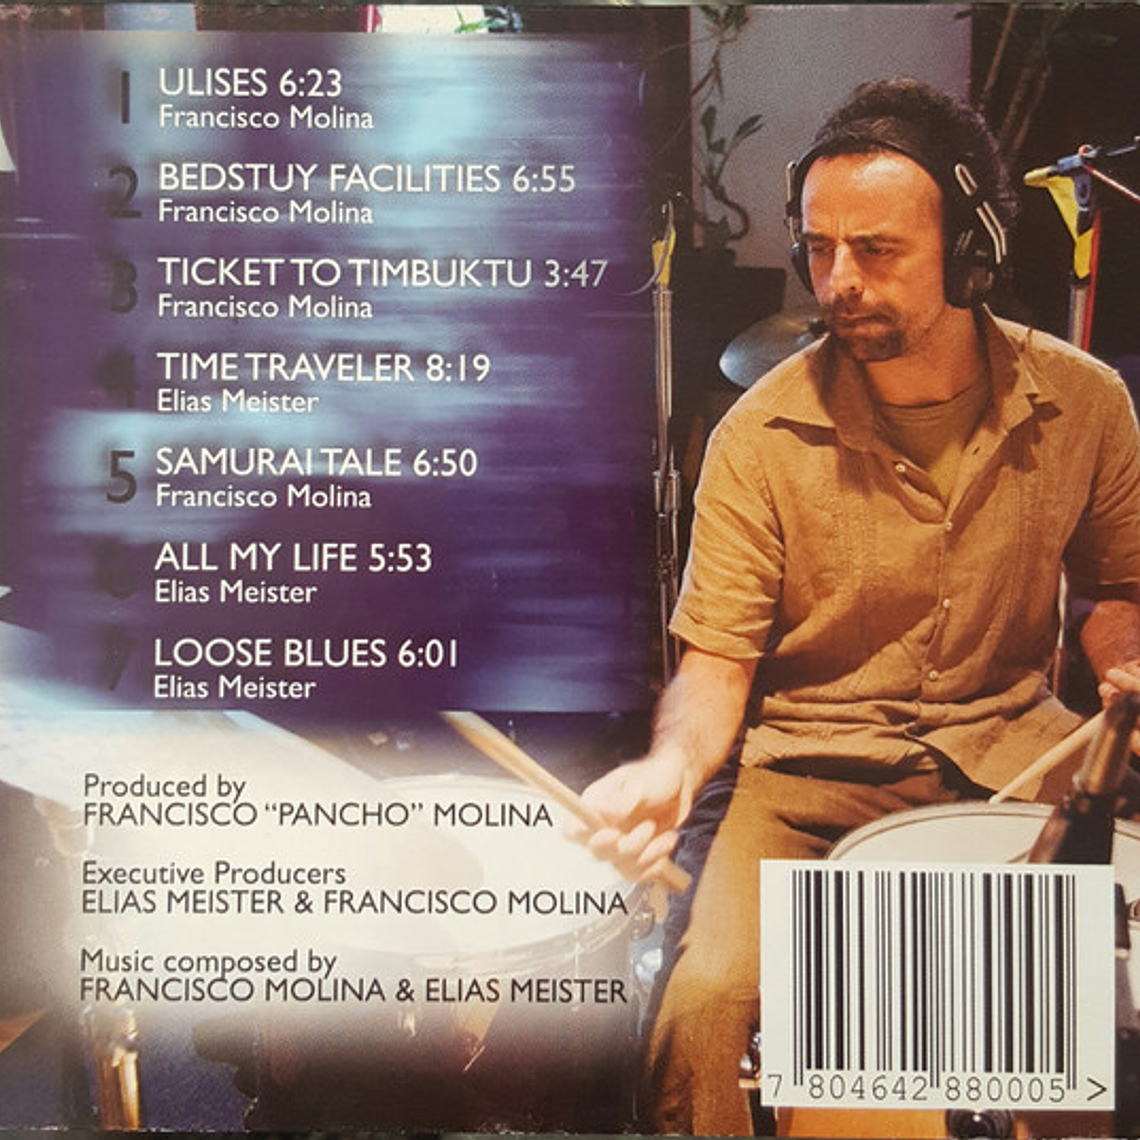 1 ULISES 6:23
Francisco Molina
2 BEDSTUY FACILITIES 6:55
Francisco Molina
3 TICKET TO TIMBUKTU 3:47
Francisco Molina
4 TIME TRAVELER 8:19
Elias Meister
5 SAMURAI TALE 6:50
Francisco Molina
6 ALL MY LIFE 5:53
Elias Meister
7 LOOSE BLUES 6:01
Elias Meister
Produced by
FRANCISCO “PANCHO” MOLINA
Executive Producers
ELIAS MEISTER & FRANCISCO MOLINA
Music composed by
FRANCISCO MOLINA & ELIAS MEISTER
7 804642 880005 >